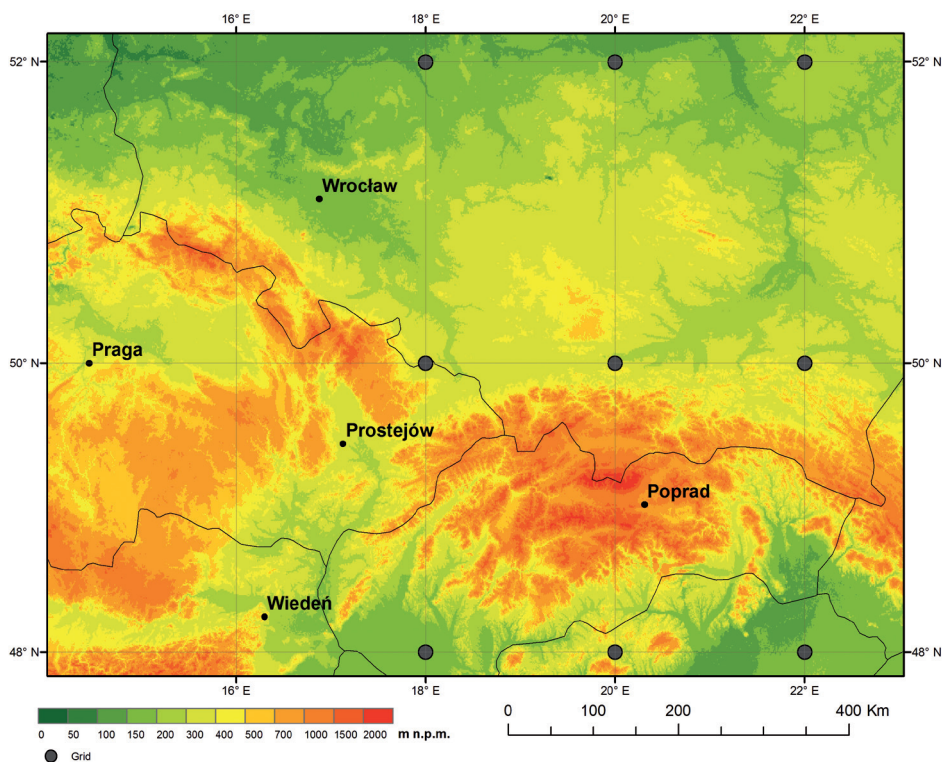 16° E 18° E 20° E 22° E
52° N 52° N
Wrocław
50° N 50° N
Praga
Prostejów
Poprad
Wiedeń
48° N 48° N
16° E 18° E 20° E 22° E
0 50 100 150 200 300 400 500 700 1000 1500 2000 m n.p.m.
0 100 200 400 Km
Grid